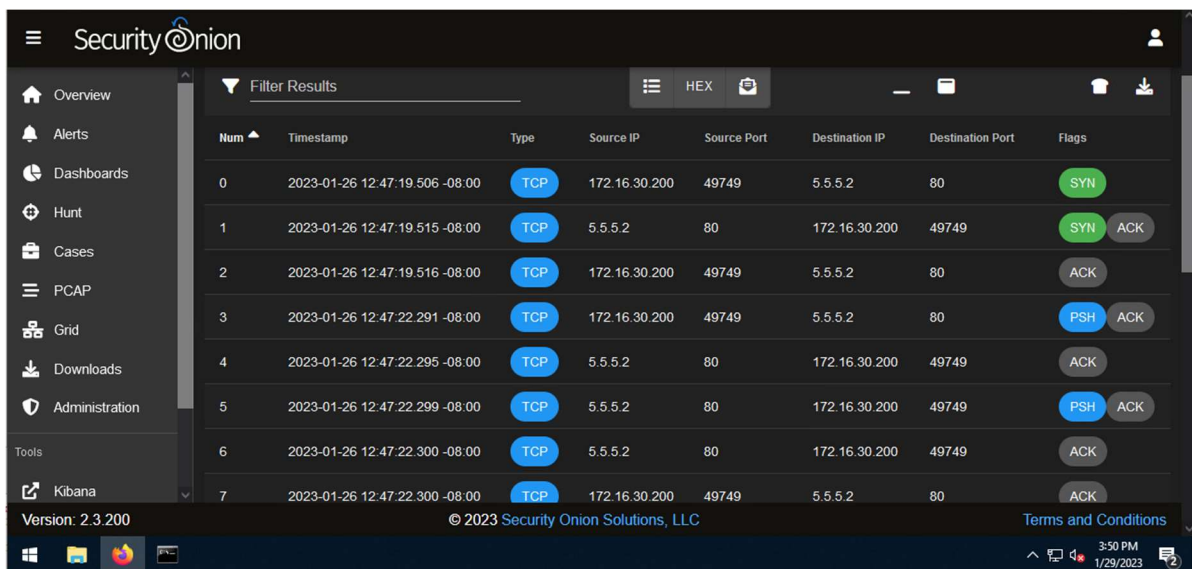 Security Onion
Overview
Alerts
Dashboards
Hunt
Cases
PCAP
Grid
Downloads
Administration
Tools
Kibana
Filter Results HEX
Num Timestamp Type Source IP Source Port Destination IP Destination Port Flags
0 2023-01-26 12:47:19.506 -08:00 TCP 172.16.30.200 49749 5.5.5.2 80 SYN
1 2023-01-26 12:47:19.515 -08:00 TCP 5.5.5.2 80 172.16.30.200 49749 SYN ACK
2 2023-01-26 12:47:19.516 -08:00 TCP 172.16.30.200 49749 5.5.5.2 80 ACK
3 2023-01-26 12:47:22.291 -08:00 TCP 172.16.30.200 49749 5.5.5.2 80 PSH ACK
4 2023-01-26 12:47:22.295 -08:00 TCP 5.5.5.2 80 172.16.30.200 49749 ACK
5 2023-01-26 12:47:22.299 -08:00 TCP 5.5.5.2 80 172.16.30.200 49749 PSH ACK
6 2023-01-26 12:47:22.300 -08:00 TCP 5.5.5.2 80 172.16.30.200 49749 ACK
7 2023-01-26 12:47:22.300 -08:00 TCP 172.16.30.200 49749 5.5.5.2 80 ACK
Version: 2.3.200 © 2023 Security Onion Solutions, LLC Terms and Conditions
3:50 PM
1/29/2023
2